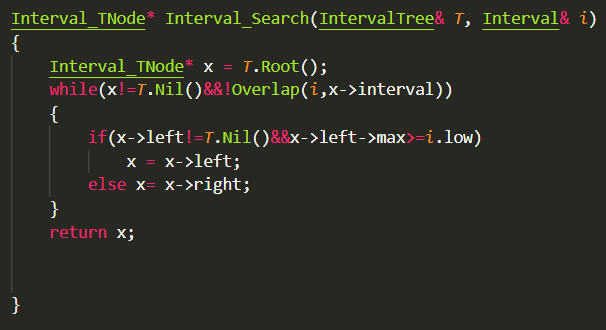 Interval_TNode* Interval_Search(IntervalTree& T, Interval& i)
{
    Interval_TNode* x = T.Root();
    while(x!=T.Nil()&&!Overlap(i,x->interval))
    {
        if(x->left!=T.Nil()&&x->left->max>=i.low)
            x = x->left;
        else x= x->right;
    }
    return x;
}